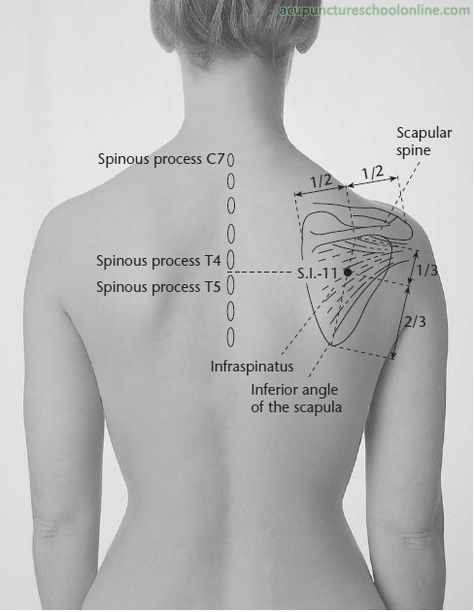 acupunctureschoolonline.com
Scapular
spine
Spinous process C7
1/2
1/2
Spinous process T4
S.I.-11
1/3
Spinous process T5
2/3
Infraspinatus
Inferior angle
of the scapula